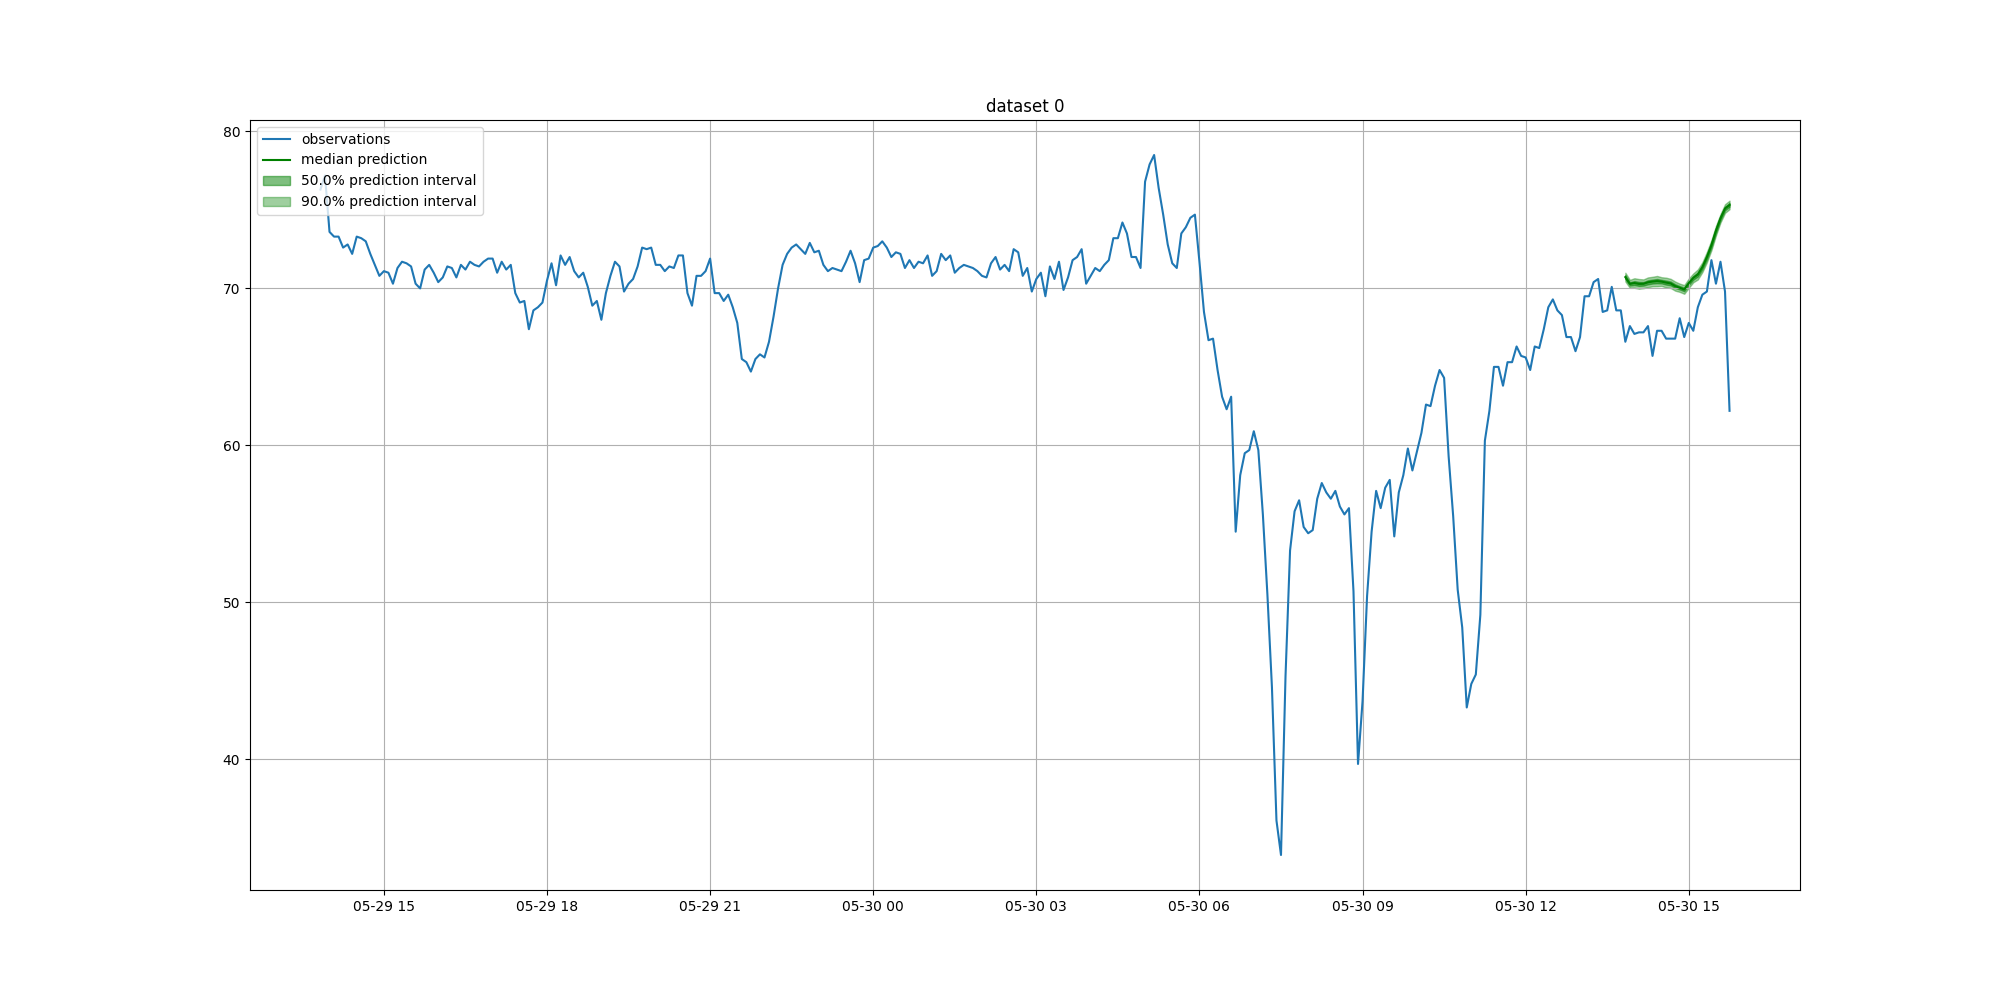 dataset 0
observations
median prediction
50.0% prediction interval
90.0% prediction interval
80
70
60
50
40
05-29 15
05-29 18
05-29 21
05-30 00
05-30 03
05-30 06
05-30 09
05-30 12
05-30 15